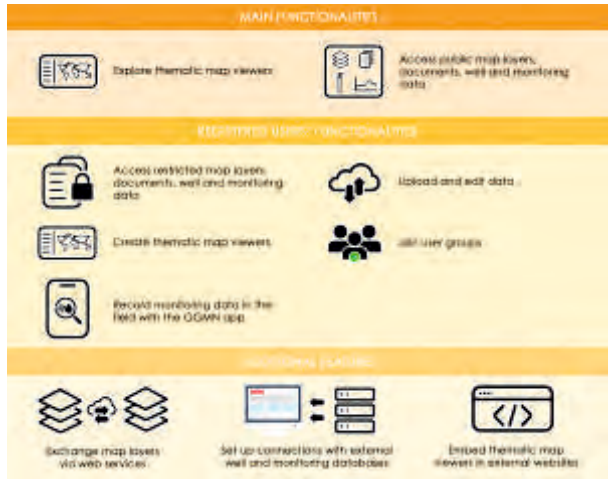 MAIN FUNCTIONALITIES
Explore thematic map viewers
Access public map layers,
documents, well and monitoring
data
REGISTERED USERS' FUNCTIONALITIES
Access restricted map layers,
documents, well and monitoring
data
Upload and edit data
Create thematic map viewers
user groups
Record monitoring data in the
field with the GGMN app
Exchange map layers
via web services
Set up connections with external
well and monitoring databases
Embed thematic map
viewers in external websites